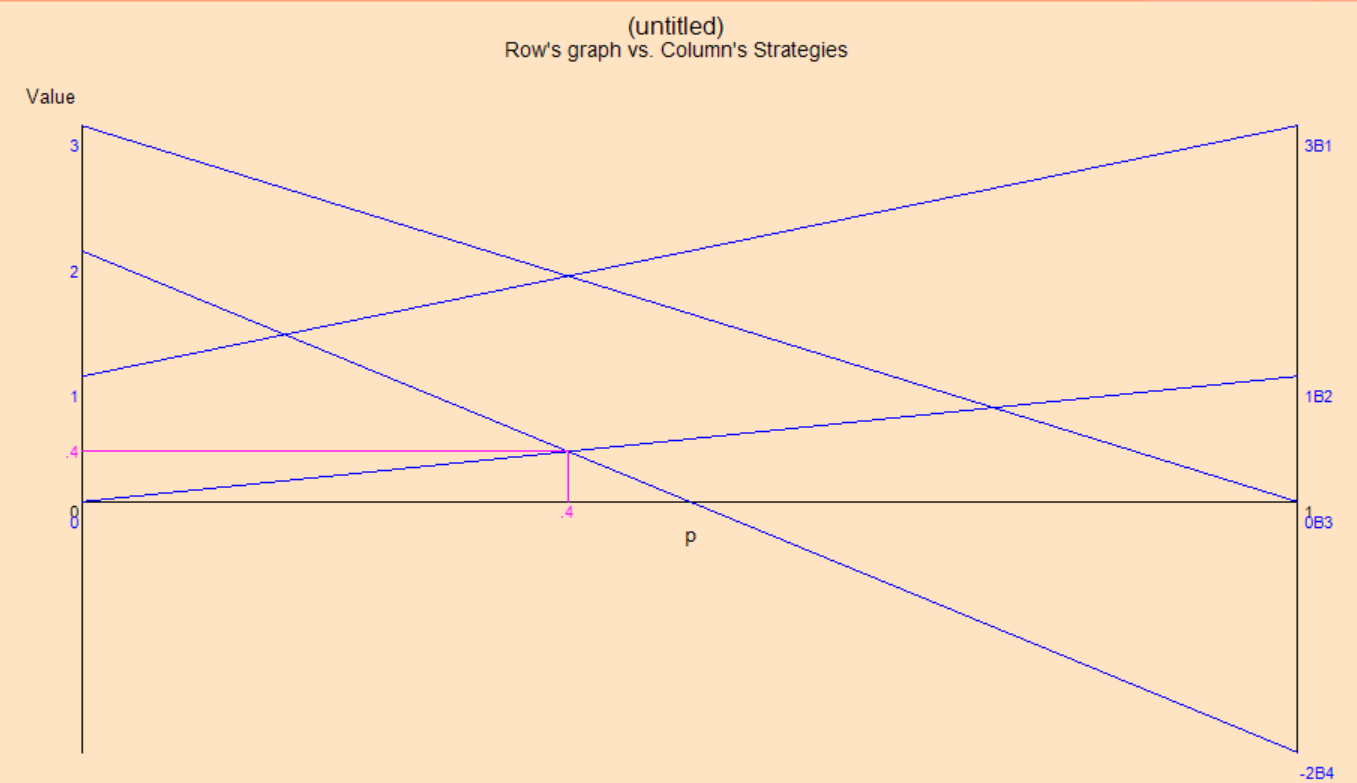 (untitled)
Row's graph vs. Column's Strategies
Value
3
3B1
2
1
1B2
.4
0
0
.4
1
0B3
p
-2B4